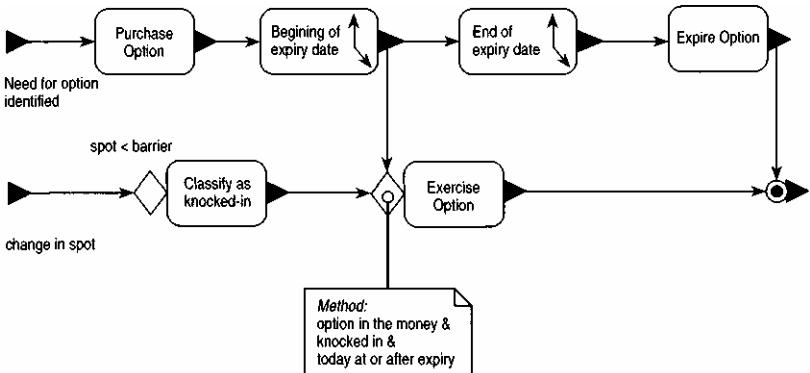 Purchase
Option
Begining of
expiry date
End of
expiry date
Expire Option
Need for option
identified
spot < barrier
Classify as
knocked-in
Exercise
Option
change in spot
Method:
option in the money &
knocked in &
today at or after expiry